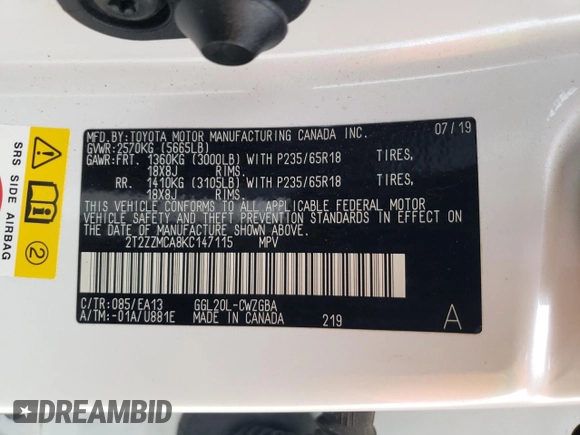 MFD.BY:TOYOTA MOTOR MANUFACTURING CANADA INC. 07/19
GVWR:2570KG (5665LB)
GAWR:FRT. 1360KG (3000LB) WITH P235/65R18 TIRES,
18X8J RIMS.
RR. 1410KG (3105LB) WITH P235/65R18 TIRES,
18X8J RIMS.
THIS VEHICLE CONFORMS TO ALL APPLICABLE FEDERAL MOTOR
VEHICLE SAFETY AND THEFT PREVENTION STANDARDS IN EFFECT
ON THE DATE OF MANUFACTURE SHOWN ABOVE.
2T2ZZMCA8KC147115 MPV
C/TR:085/EA13 GGL20L-CWZGBA A
A/TM:-01A/U881E MADE IN CANADA 219
SRS SIDE AIRBAG
2
DREAMBID